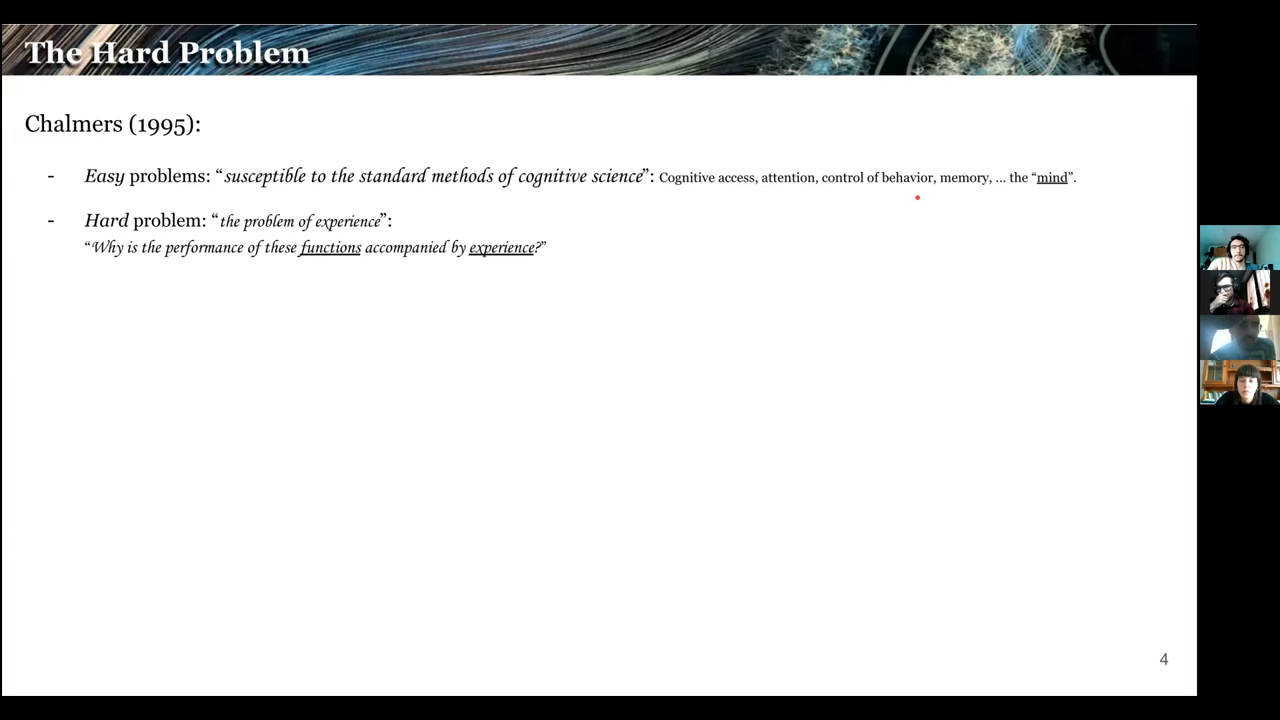 The Hard Problem
Chalmers (1995):
- Easy problems: “susceptible to the standard methods of cognitive science”: Cognitive access, attention, control of behavior, memory, ... the “mind”.
- Hard problem: “the problem of experience”:
“Why is the performance of these functions accompanied by experience?”
4